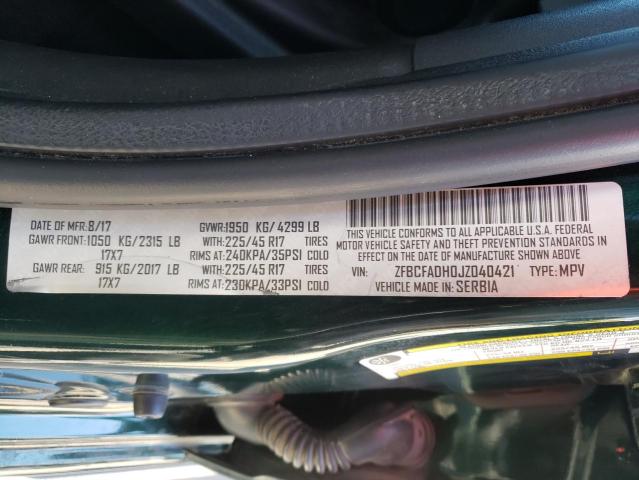 DATE OF MFR:8/17 GVWR:1950 KG/4299 LB
GAWR FRONT:1050 KG/2315 LB WITH:225/45 R17 TIRES
17X7 RIMS AT:240KPA/35PSI COLD
GAWR REAR: 915 KG/2017 LB WITH:225/45 R17 TIRES
17X7 RIMS AT:230KPA/33PSI COLD
THIS VEHICLE CONFORMS TO ALL APPLICABLE U.S.A. FEDERAL
MOTOR VEHICLE SAFETY, BUMPER, AND THEFT PREVENTION STANDARDS IN
EFFECT ON THE DATE OF MANUFACTURE SHOWN ABOVE
VIN: ZFBCFADH0JZ040421 TYPE: MPV
VEHICLE MADE IN SERBIA